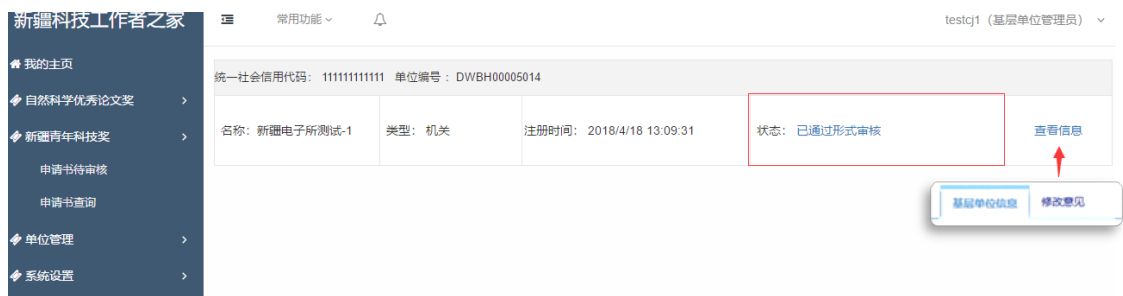 新疆科技工作者之家
常用功能
testcj1（基层单位管理员）
我的主页
自然科学优秀论文奖
新疆青年科技奖
申请书待审核
申请书查询
单位管理
系统设置
统一社会信用代码： 111111111111 单位编号 ：DWBH00005014
名称：新疆电子所测试-1 类型：机关 注册时间： 2018/4/18 13:09:31 状态： 已通过形式审核 查看信息
基层单位信息 修改意见